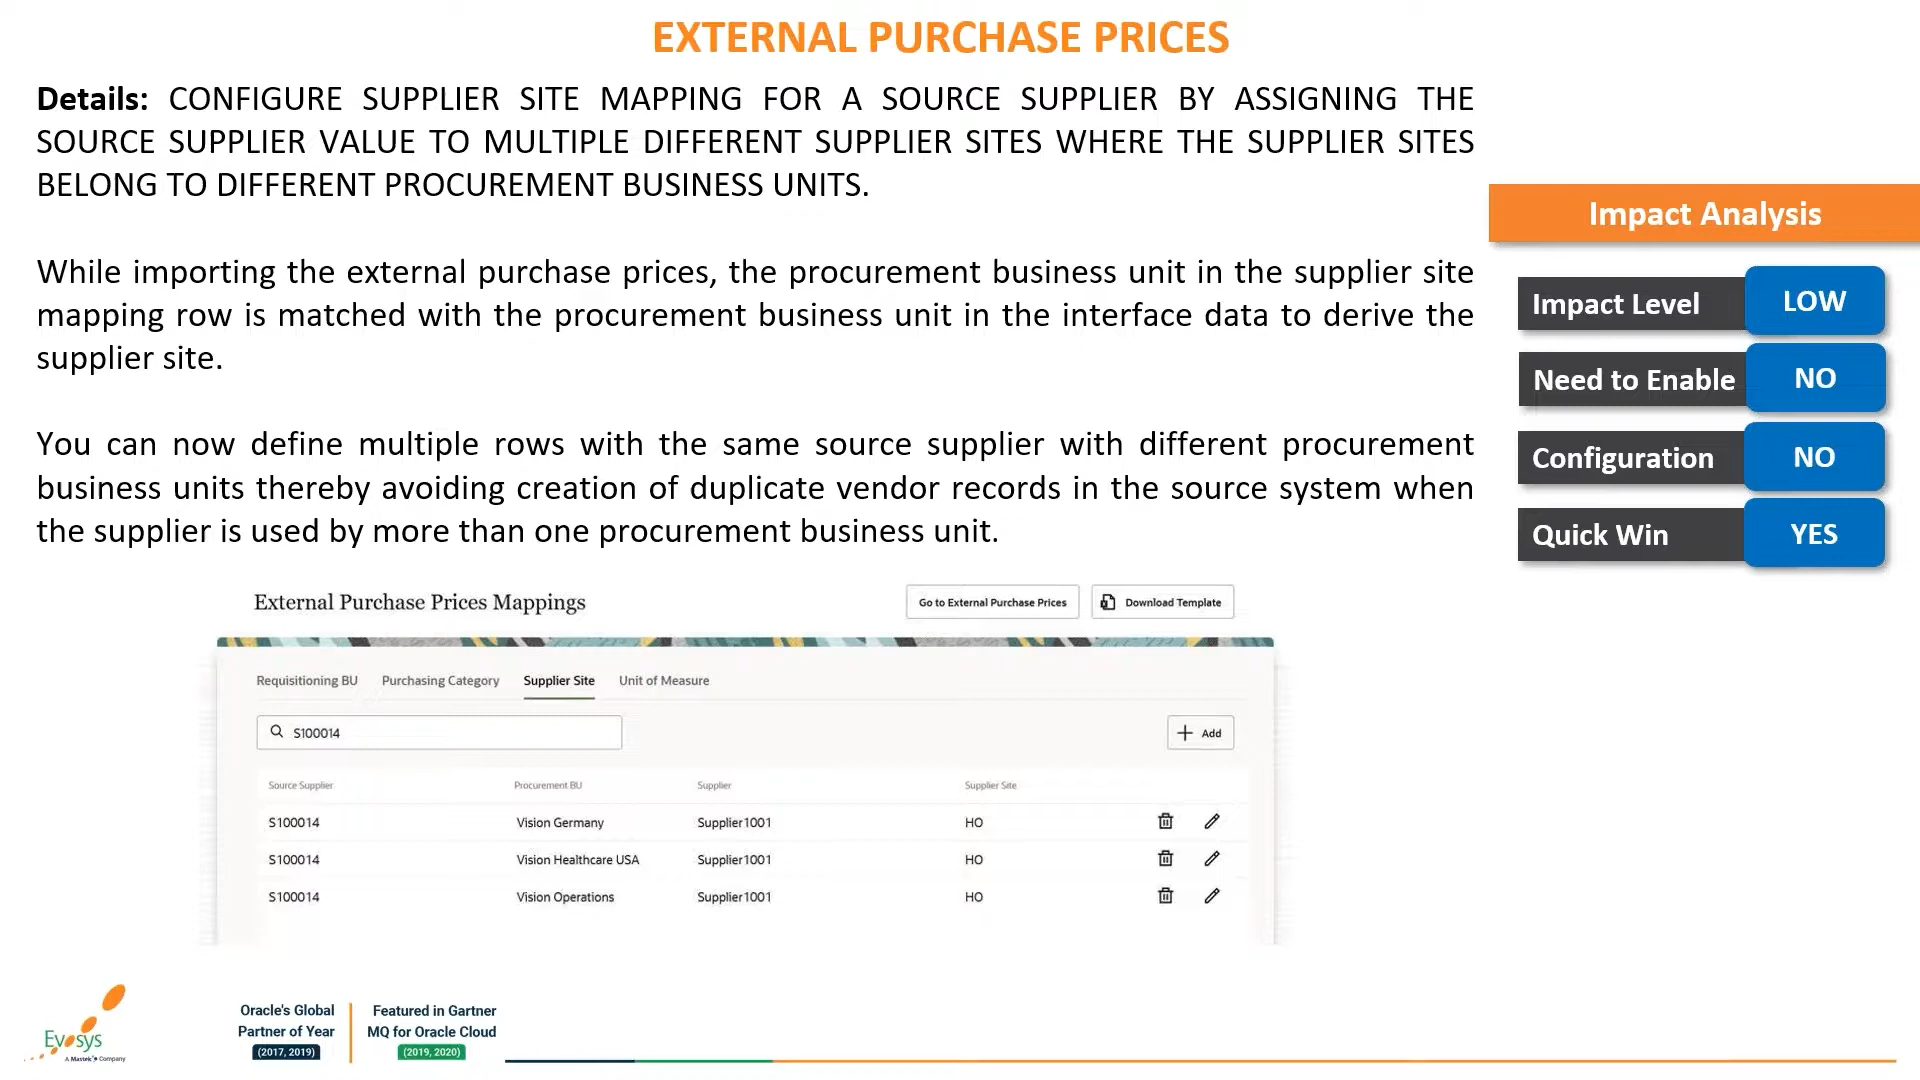 EXTERNAL PURCHASE PRICES
Details: CONFIGURE SUPPLIER SITE MAPPING FOR A SOURCE SUPPLIER BY ASSIGNING THE
SOURCE SUPPLIER VALUE TO MULTIPLE DIFFERENT SUPPLIER SITES WHERE THE SUPPLIER SITES
BELONG TO DIFFERENT PROCUREMENT BUSINESS UNITS.
While importing the external purchase prices, the procurement business unit in the supplier site
mapping row is matched with the procurement business unit in the interface data to derive the
supplier site.
You can now define multiple rows with the same source supplier with different procurement
business units thereby avoiding creation of duplicate vendor records in the source system when
the supplier is used by more than one procurement business unit.
Impact Analysis
Impact Level LOW
Need to Enable NO
Configuration NO
Quick Win YES
External Purchase Prices Mappings
Go to External Purchase Prices
Download Template
Requisitioning BU Purchasing Category Supplier Site Unit of Measure
S100014
Add
Source Supplier Procurement BU Supplier Supplier Site
S100014 Vision Germany Supplier1001 HO
S100014 Vision Healthcare USA Supplier1001 HO
S100014 Vision Operations Supplier1001 HO
Evosys
A Mastek Company
Oracle's Global
Partner of Year
(2017, 2019)
Featured in Gartner
MQ for Oracle Cloud
(2019, 2020)